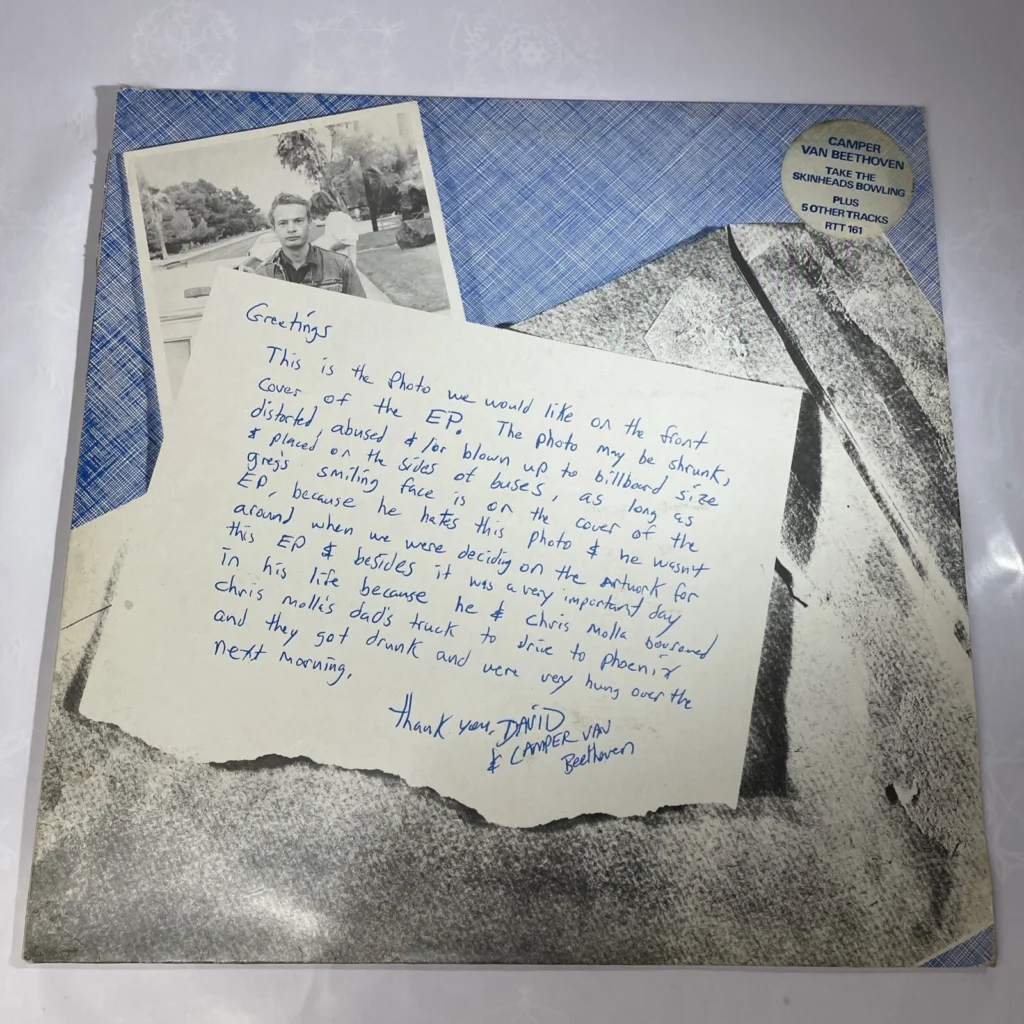 CAMPER
VAN BEETHOVEN
TAKE THE
SKINHEADS BOWLING
PLUS
5 OTHER TRACKS
RTT 161
Greetings
This is the photo we would like on the front
cover of the EP. The photo may be shrunk,
distorted, abused & /or blown up to billboard size
& placed on the sides of buses, as long as
greg's smiling face is on the cover of the
EP, because he hates this photo & he wasn't
around when we were deciding on the artwork for
this EP & besides it was a very important day
in his life because he & Chris Molla borrowed
Chris Molla's dad's truck to drive to phoenix
and they got drunk and were very hung over the
next morning.
thank you, DAVID
& CAMPER VAN
Beethoven